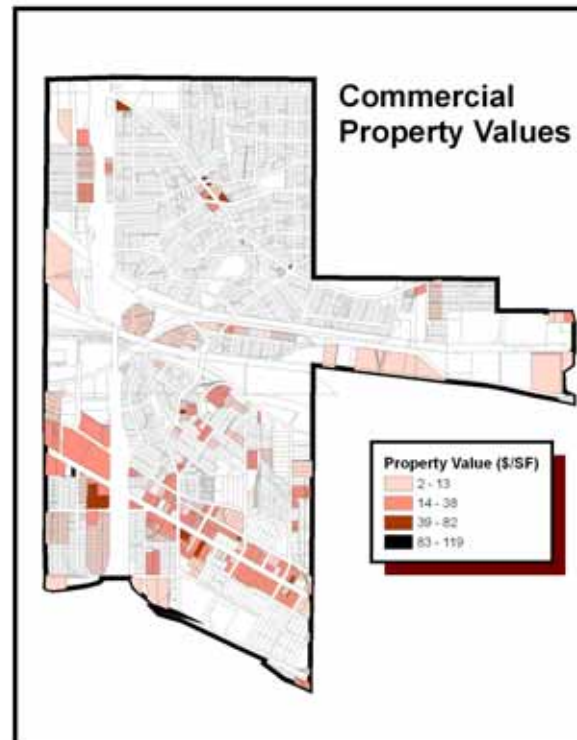 Commercial
Property Values
Property Value ($/SF)
2 - 13
14 - 38
39 - 82
83 - 119